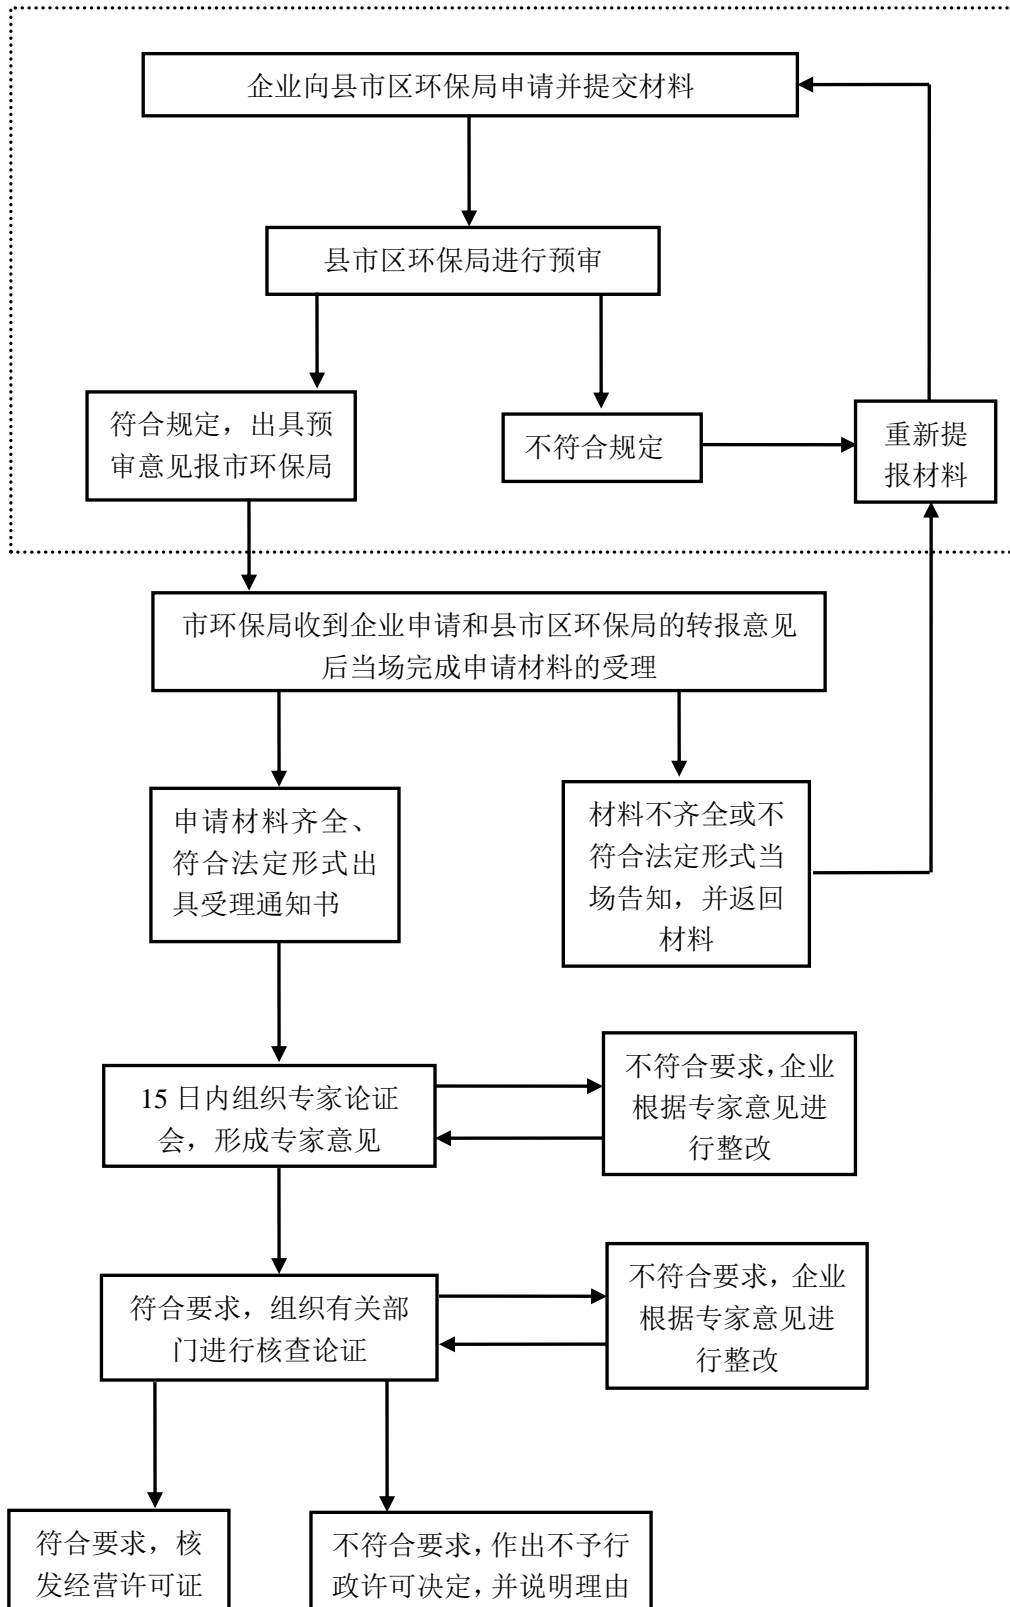 企业向县市区环保局申请并提交材料
县市区环保局进行预审
符合规定，出具预
审意见报市环保局
不符合规定
重新提
报材料
市环保局收到企业申请和县市区环保局的转报意见
后当场完成申请材料的受理
申请材料齐全、
符合法定形式出
具受理通知书
材料不齐全或不
符合法定形式当
场告知，并返回
材料
15 日内组织专家论证
会，形成专家意见
不符合要求，企业
根据专家意见进
行整改
符合要求，组织有关部
门进行核查论证
不符合要求，企业
根据专家意见进
行整改
符合要求，核
发经营许可证
不符合要求，作出不予行
政许可决定，并说明理由